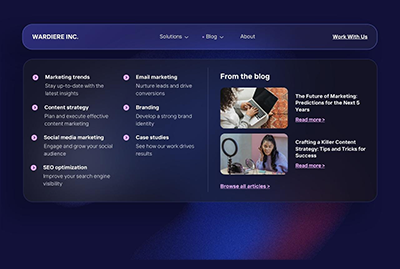 WARDIERE INC.
Solutions
Blog
About
Work With Us
Marketing trends
Stay up-to-date with the
latest insights
Content strategy
Plan and execute effective
content marketing
Social media marketing
Engage and grow your social
audience
SEO optimization
Improve your search engine
visibility
Email marketing
Nurture leads and drive
conversions
Branding
Develop a strong brand
identity
Case studies
See how our work drives
results
From the blog
The Future of Marketing:
Predictions for the Next 5
Years
Read more >
Crafting a Killer Content
Strategy: Tips and Tricks for
Success
Read more >
Browse all articles >